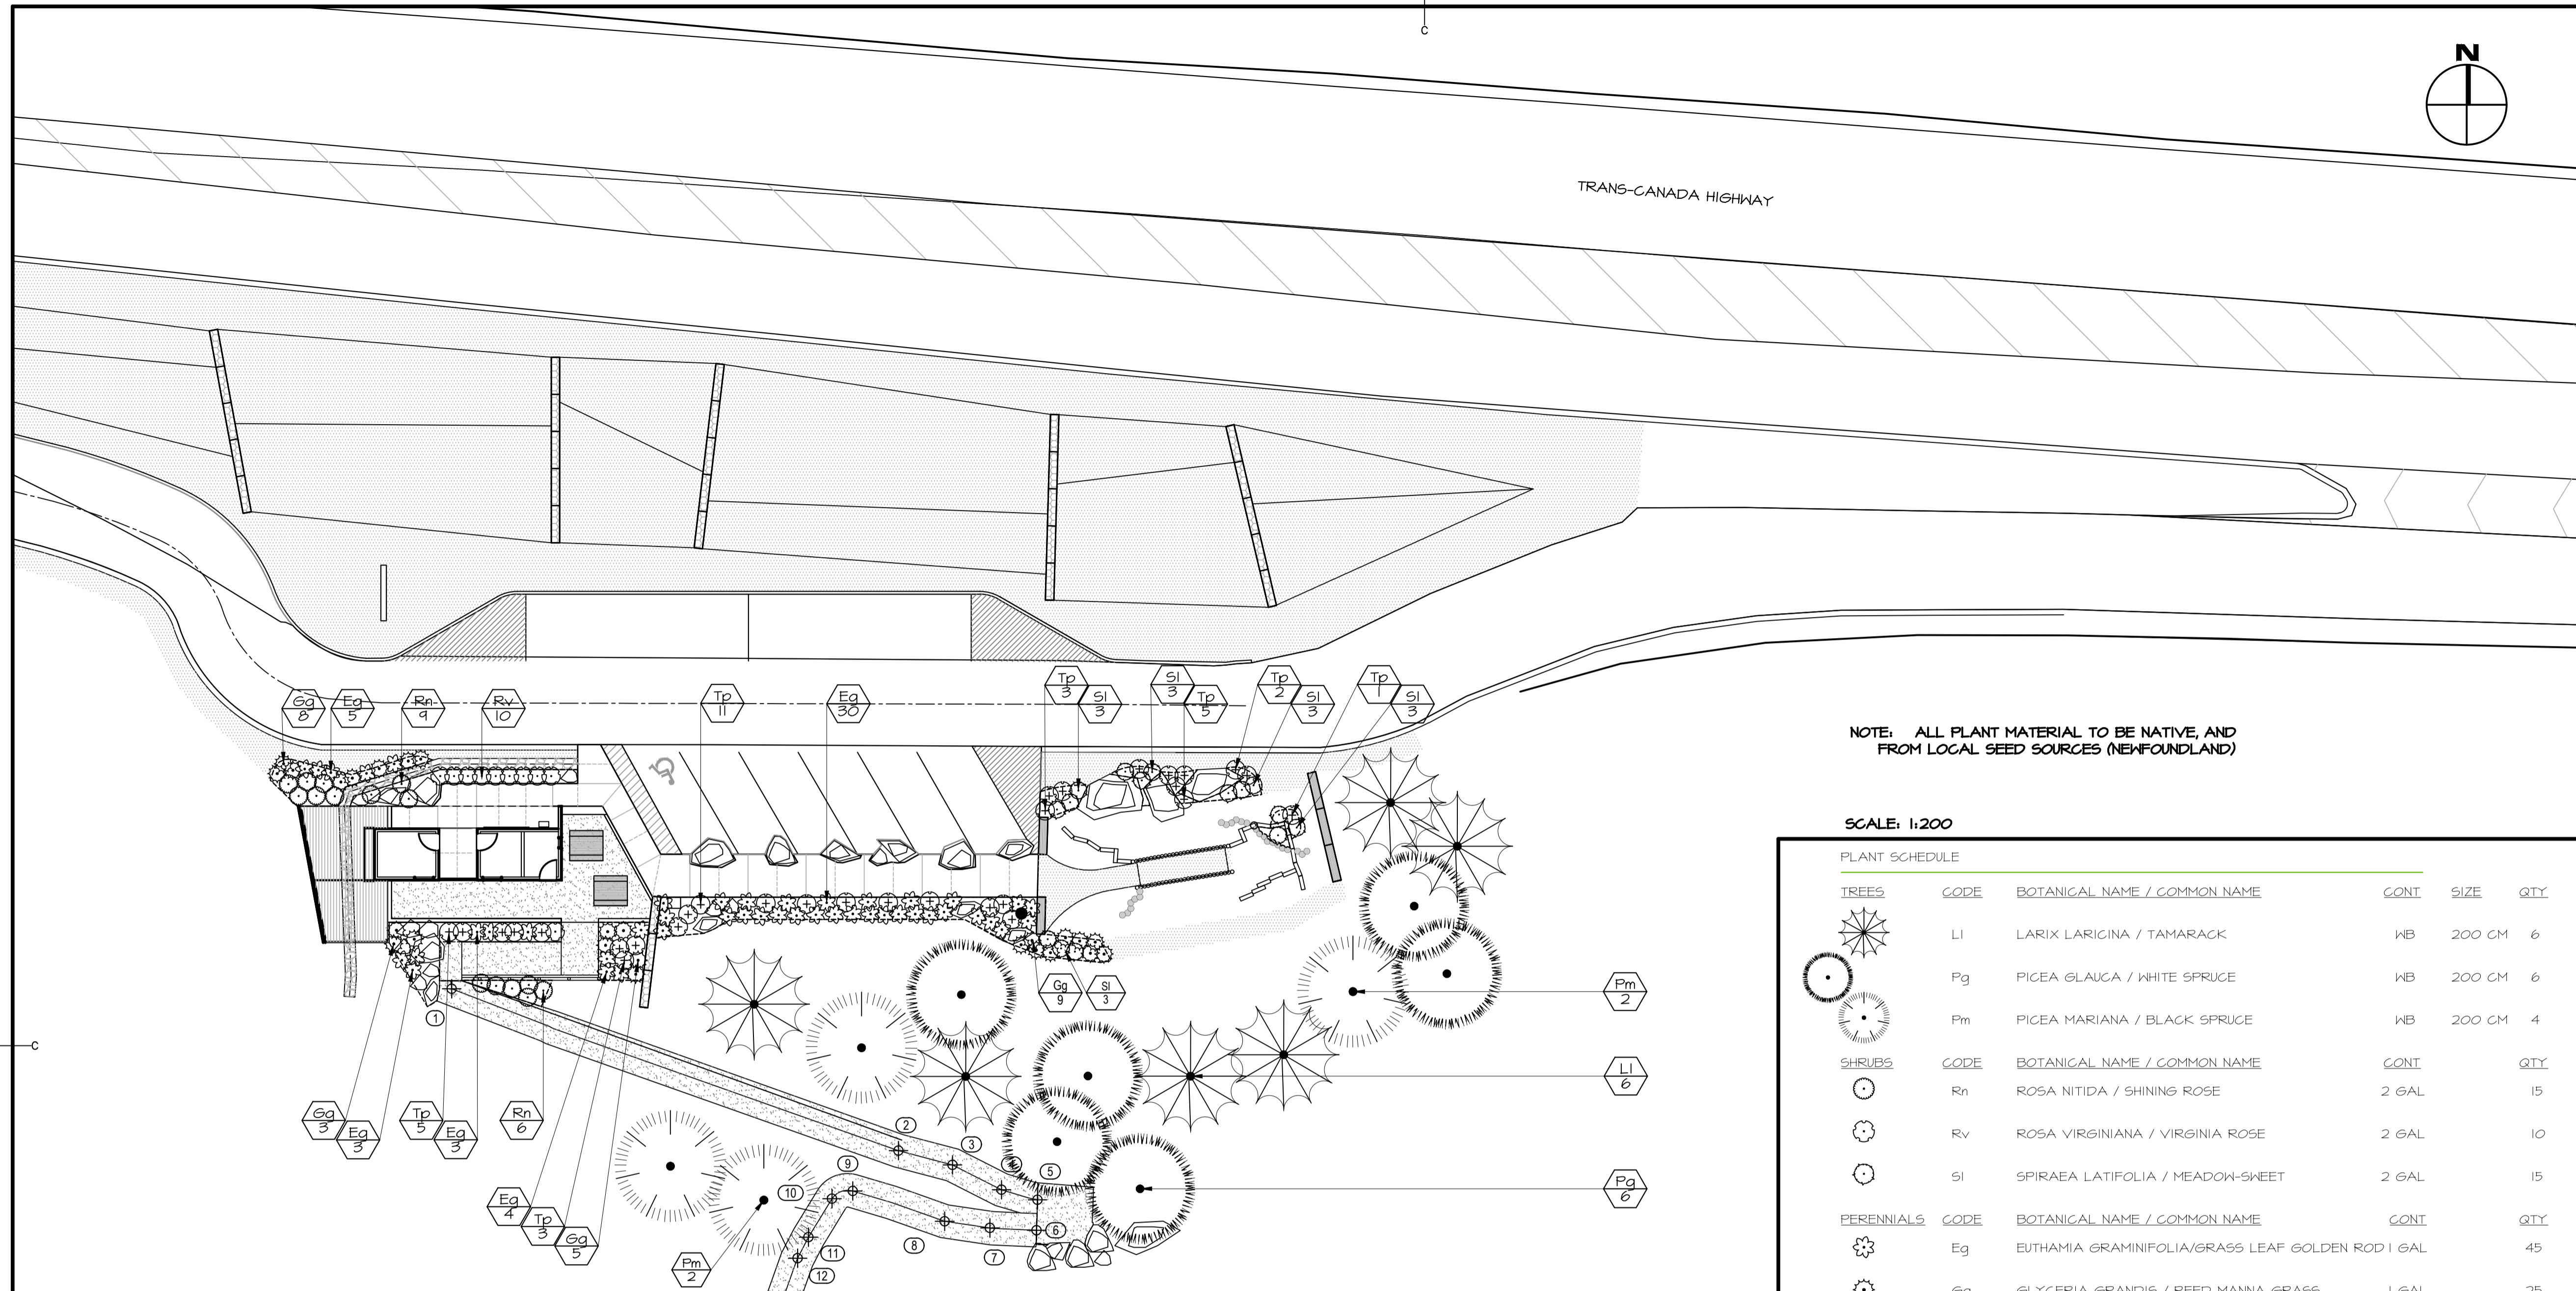 C
N
TRANS-CANADA HIGHWAY
Gg 8
Eg 5
Rn 9
Rv 10
Tp 11
Eg 30
Tp 3
Sl 3
Sl 3
Tp 5
Tp 2
Sl 3
Tp 1
Sl 3
NOTE: ALL PLANT MATERIAL TO BE NATIVE, AND
FROM LOCAL SEED SOURCES (NEWFOUNDLAND)
SCALE: 1:200
C
Gg 9
Sl 3
Pm 2
Ll 6
Pg 6
Gg 3
Eg 3
Tp 5
Eg 3
Rn 6
Eg 4
Tp 3
Gg 5
Pm 2
1
2
3
5
6
7
8
9
10
11
12
PLANT SCHEDULE
TREES CODE BOTANICAL NAME / COMMON NAME CONT SIZE QTY
Ll LARIX LARICINA / TAMARACK WB 200 CM 6
Pg PICEA GLAUCA / WHITE SPRUCE WB 200 CM 6
Pm PICEA MARIANA / BLACK SPRUCE WB 200 CM 4
SHRUBS CODE BOTANICAL NAME / COMMON NAME CONT QTY
Rn ROSA NITIDA / SHINING ROSE 2 GAL 15
Rv ROSA VIRGINIANA / VIRGINIA ROSE 2 GAL 10
Sl SPIRAEA LATIFOLIA / MEADOW-SWEET 2 GAL 15
PERENNIALS CODE BOTANICAL NAME / COMMON NAME CONT QTY
Eg EUTHAMIA GRAMINIFOLIA/GRASS LEAF GOLDEN ROD 1 GAL 45
Gg GLYCERIA GRANDIS / REED MANNA GRASS 1 GAL 25